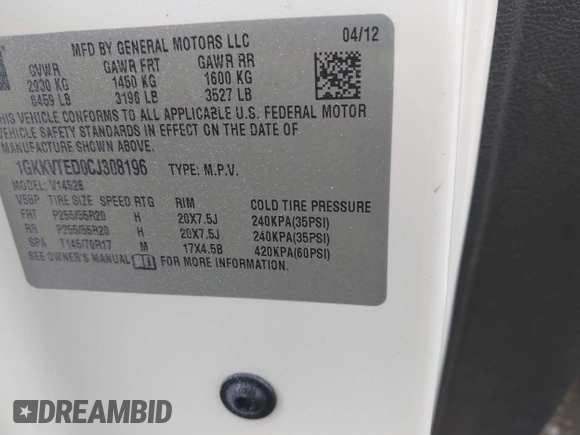 MFD BY GENERAL MOTORS LLC 04/12
GVWR GAWR FRT GAWR RR
2930 KG 1450 KG 1600 KG
6459 LB 3196 LB 3527 LB
THIS VEHICLE CONFORMS TO ALL APPLICABLE U.S. FEDERAL MOTOR
VEHICLE SAFETY STANDARDS IN EFFECT ON THE DATE OF
MANUFACTURE SHOWN ABOVE.
1GKKVTED0CJ308196 TYPE: M.P.V.
MODEL: V14526
TIRE SIZE SPEED RTG RIM COLD TIRE PRESSURE
FRT P255/55R20 H 20X7.5J 240KPA(35PSI)
RR P255/55R20 H 20X7.5J 240KPA(35PSI)
SPA T145/70R17 M 17X4.5B 420KPA(60PSI)
SEE OWNER'S MANUAL FOR MORE INFORMATION.
DREAMBID